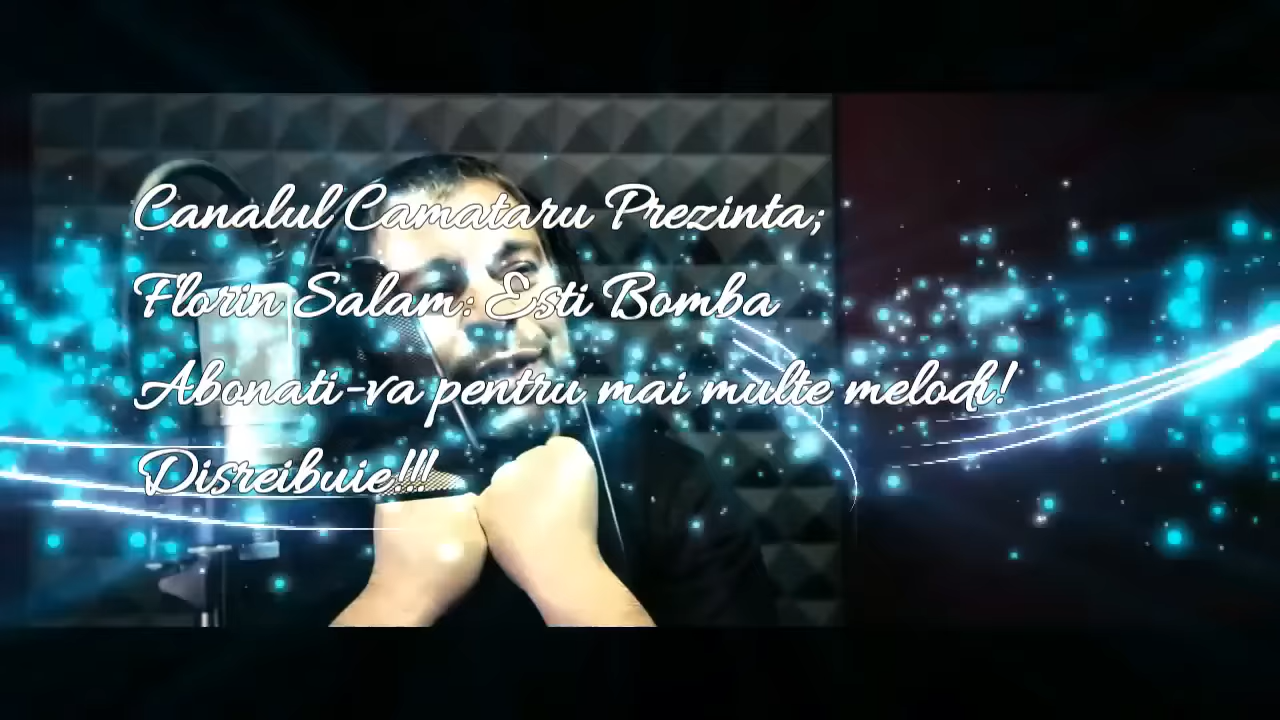 Canalul Camataru Prezinta;
Florin Salam: Esti Bomba
Abonati-va pentru mai multe melodi!
Disreibuie!!!